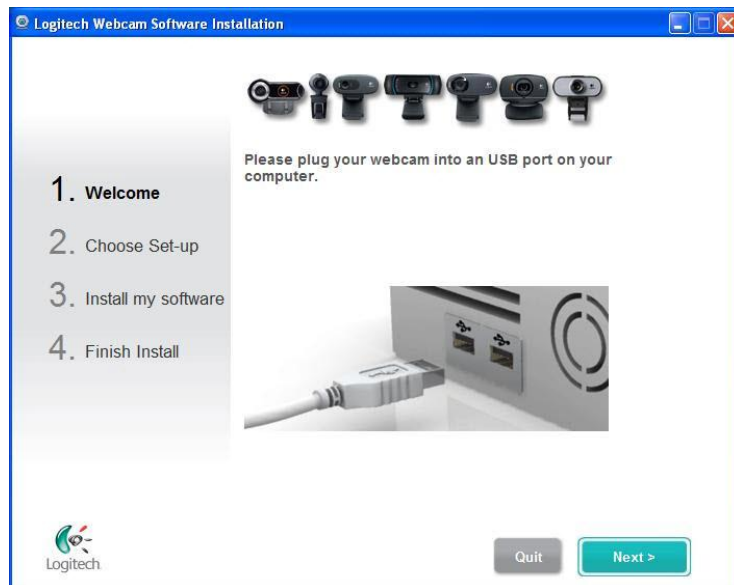 Logitech Webcam Software Installation
Please plug your webcam into an USB port on your
computer.
1. Welcome
2. Choose Set-up
3. Install my software
4. Finish Install
Logitech
Quit
Next >